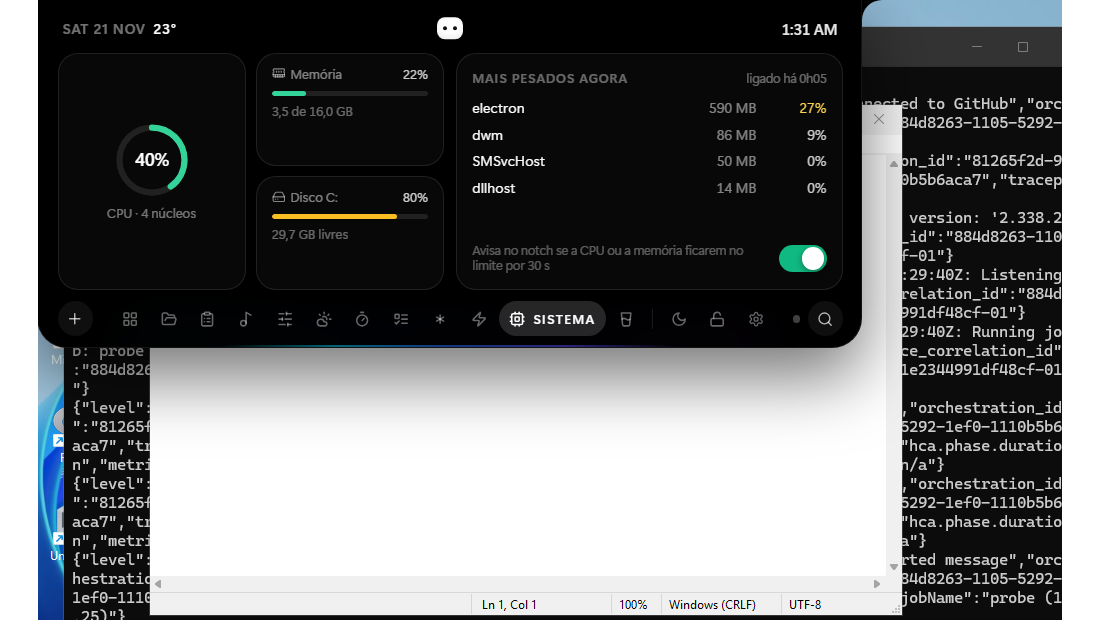 SAT 21 NOV 23°
1:31 AM
40%
CPU · 4 núcleos
Memória 22%
3,5 de 16,0 GB
Disco C: 80%
29,7 GB livres
MAIS PESADOS AGORA ligado há 0h05
electron 590 MB 27%
dwm 86 MB 9%
SMSvcHost 50 MB 0%
dllhost 14 MB 0%
Avisa no notch se a CPU ou a memória ficarem no
limite por 30 s
SISTEMA
nected to GitHub","orc
84d8263-1105-5292-
on_id":"81265f2d-9
0b5b6aca7","tracep
version: '2.338.2
_id":"884d8263-110
f-01"}
:29:40Z: Listening
relation_id":"884d
991df48cf-01"}
29:40Z: Running jo
b: probe
ce_correlation_id"
:"884d826
1e2344991df48cf-01
"}
{"level":
,"orchestration_id
":"81265f
5292-1ef0-1110b5b6
aca7","tr
"hca.phase.duratio
n","metri
n/a"}
{"level":
,"orchestration_id
":"81265f
5292-1ef0-1110b5b6
aca7","tr
"hca.phase.duratio
n","metri
a"}
{"level":
rted message","orc
hestratio
84d8263-1105-5292-
1ef0-1110
jobName":"probe (1
.25)"}
Ln 1, Col 1
100%
Windows (CRLF)
UTF-8